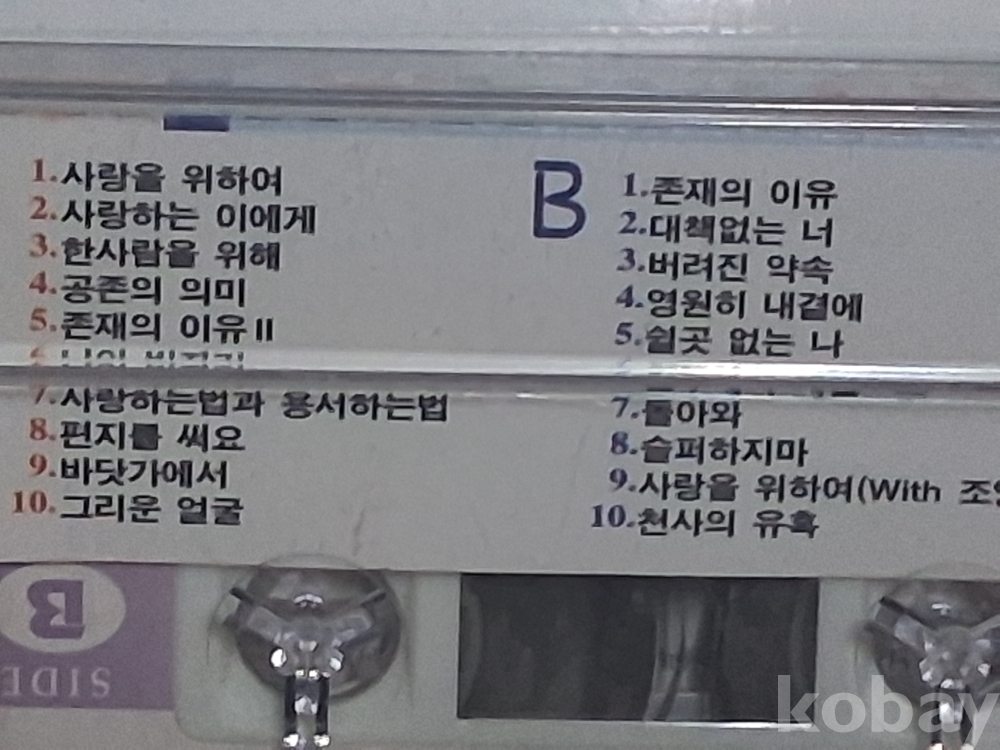 1.사랑을 위하여
2.사랑하는 이에게
3.한사람을 위해
4.공존의 의미
5.존재의 이유 II
7.사랑하는법과 용서하는법
8.편지를 써요
9.바닷가에서
10.그리운 얼굴
B
1.존재의 이유
2.대책없는 너
3.버려진 약속
4.영원히 내곁에
5.쉴곳 없는 나
7.돌아와
8.슬퍼하지마
9.사랑을 위하여(With
10.천사의 유혹
B
SIDE
kobay